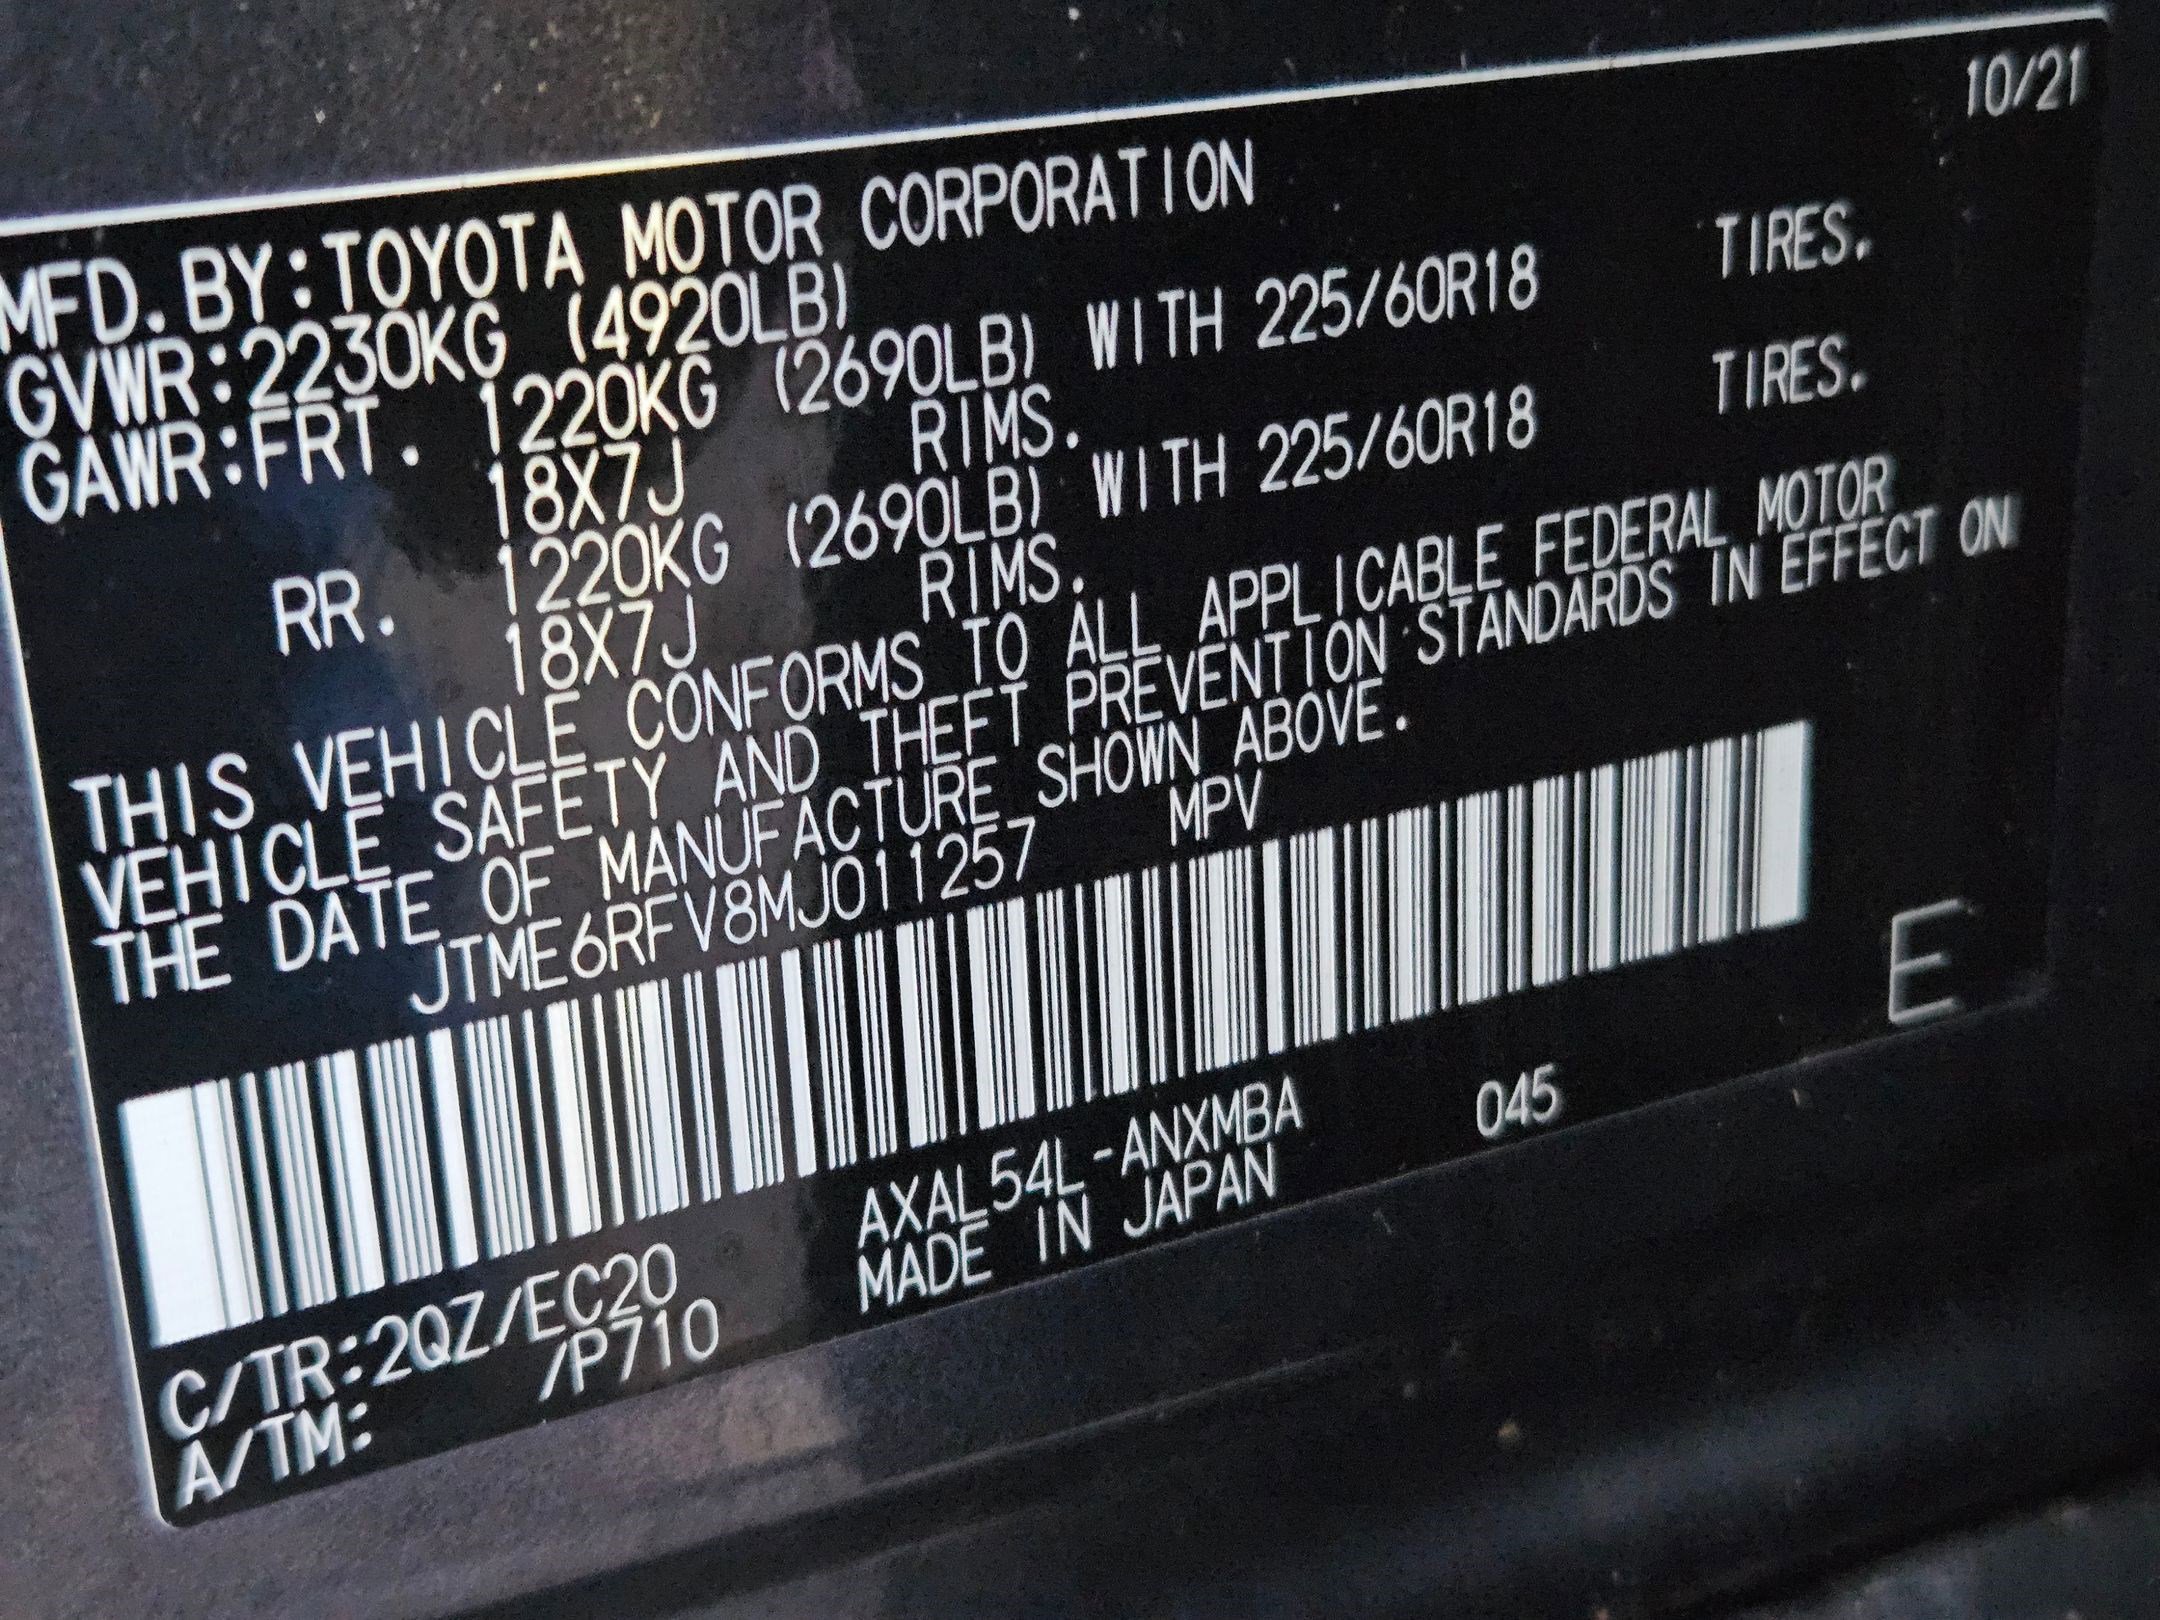 10/21
MFD.BY:TOYOTA MOTOR CORPORATION
GVWR:2230KG (4920LB)
GAWR:FRT. 1220KG (2690LB) WITH 225/60R18 TIRES.
18X7J RIMS.
RR. 1220KG (2690LB) WITH 225/60R18 TIRES.
18X7J RIMS.
THIS VEHICLE CONFORMS TO ALL APPLICABLE FEDERAL MOTOR
VEHICLE SAFETY AND THEFT PREVENTION STANDARDS IN EFFECT ON
THE DATE OF MANUFACTURE SHOWN ABOVE.
JTME6RFV8MJ011257 MPV
E
C/TR:2QZ/EC20 AXAL54L-ANXMBA 045
A/TM: /P710 MADE IN JAPAN